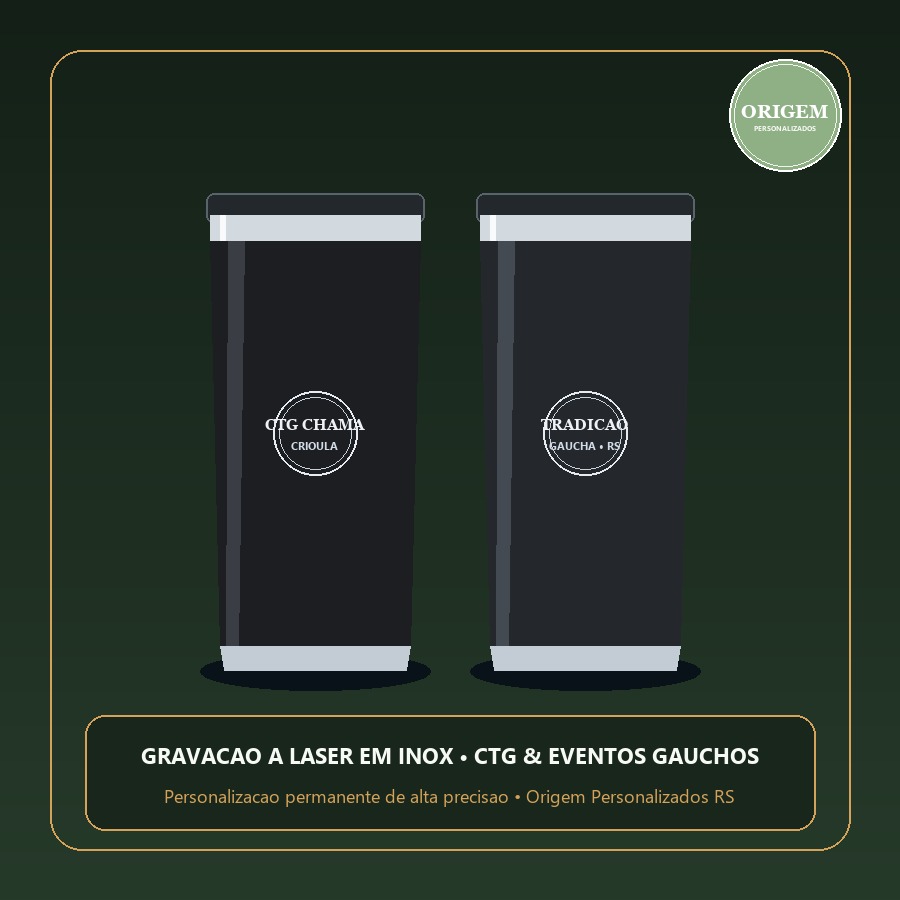 ORIGEM
PERSONALIZADOS
CTG CHAMA
CRIOULA
TRADICAO
GAUCHA • RS
GRAVACAO A LASER EM INOX • CTG & EVENTOS GAUCHOS
Personalizacao permanente de alta precisao • Origem Personalizados RS